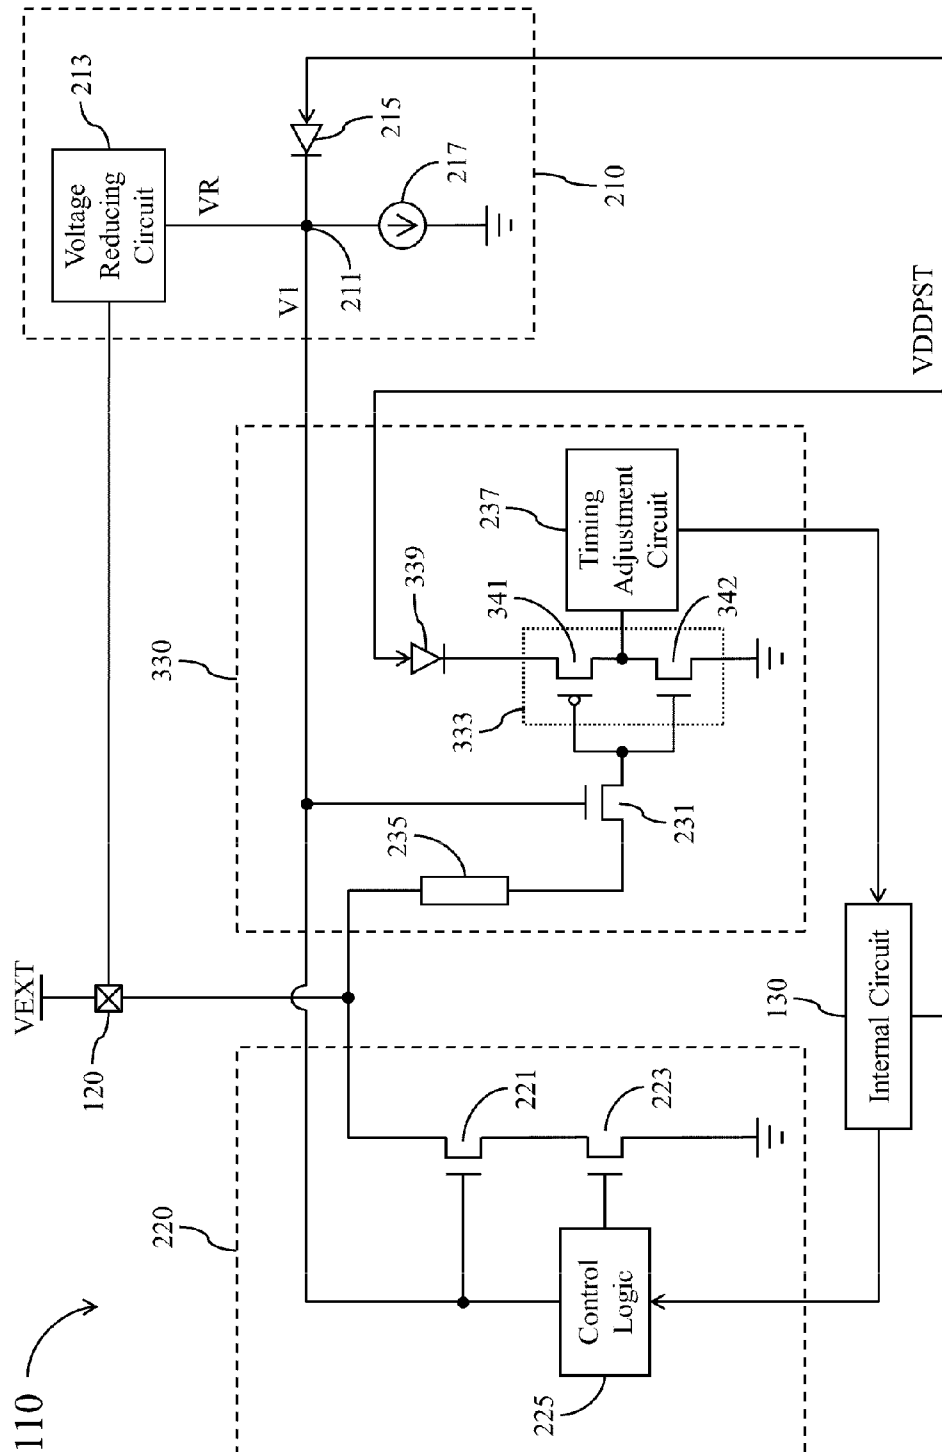 110
VEXT
120
220
221
223
Control
Logic
225
330
235
231
333
339
341
342
237
Timing
Adjustment
Circuit
V1
VR
211
Voltage
Reducing
Circuit
213
215
217
210
VDDPST
130
Internal Circuit